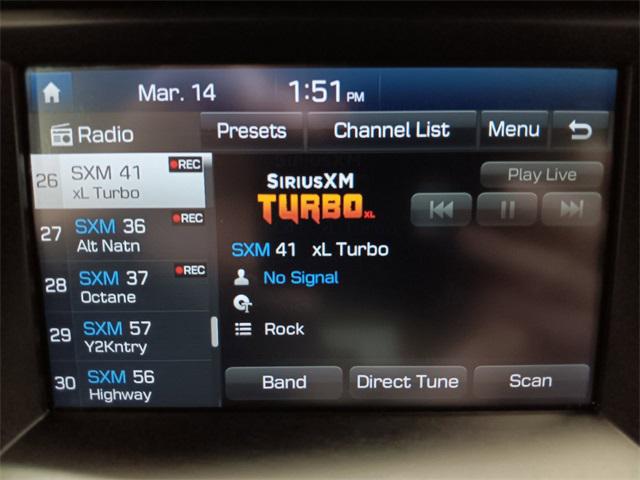 Mar. 14 1:51 PM
Radio Presets Channel List Menu
26 SXM 41 REC
xL Turbo
27 SXM 36 REC
Alt Natn
28 SXM 37 REC
Octane
29 SXM 57
Y2Kntry
30 SXM 56
Highway
SIRIUSXM
TURBO XL
Play Live
SXM 41 xL Turbo
No Signal
Rock
Band Direct Tune Scan